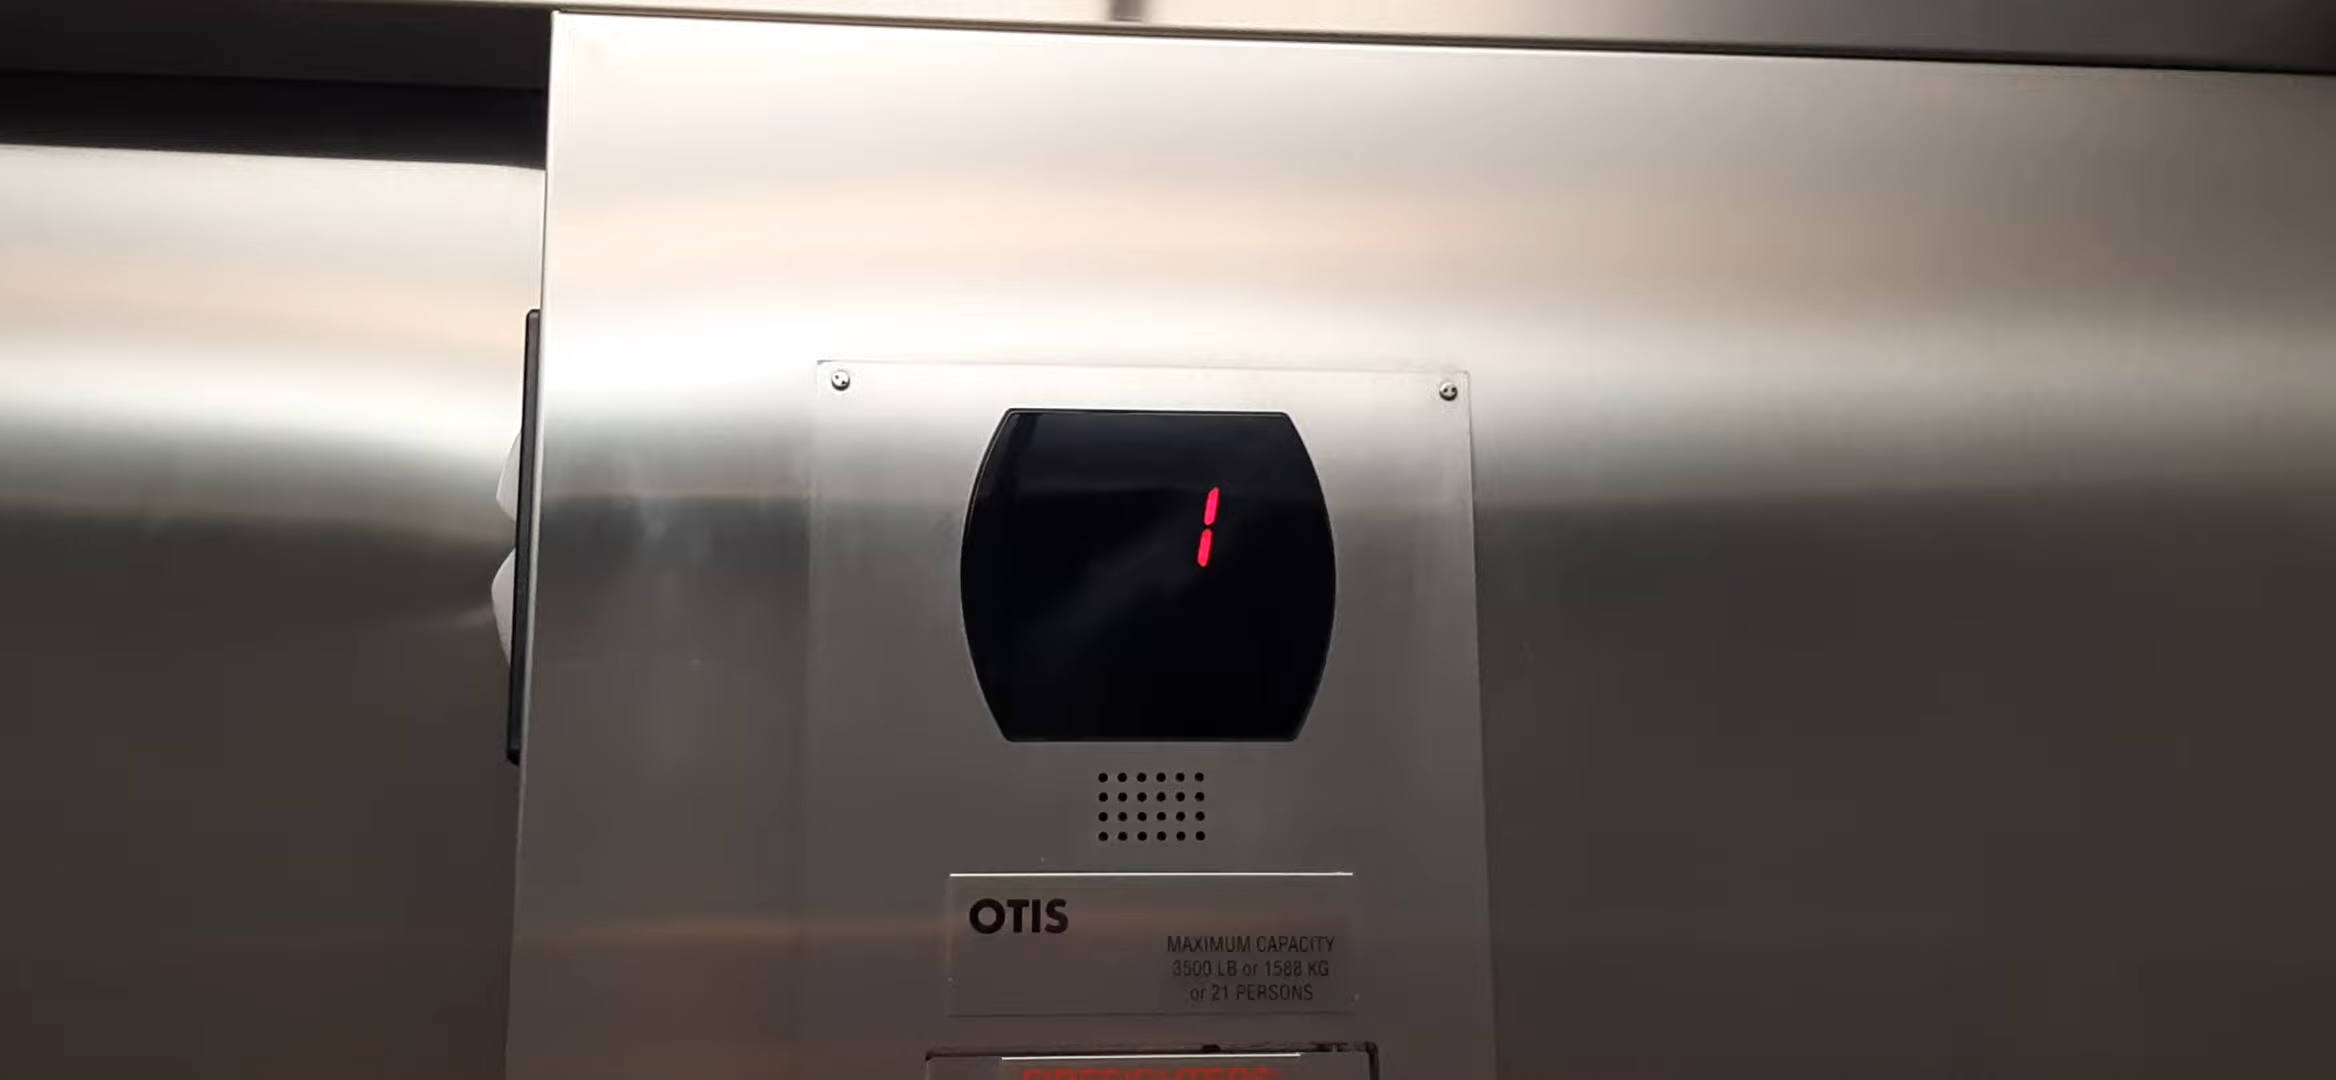 1
OTIS
MAXIMUM CAPACITY
3500 LB or 1588 KG
or 21 PERSONS